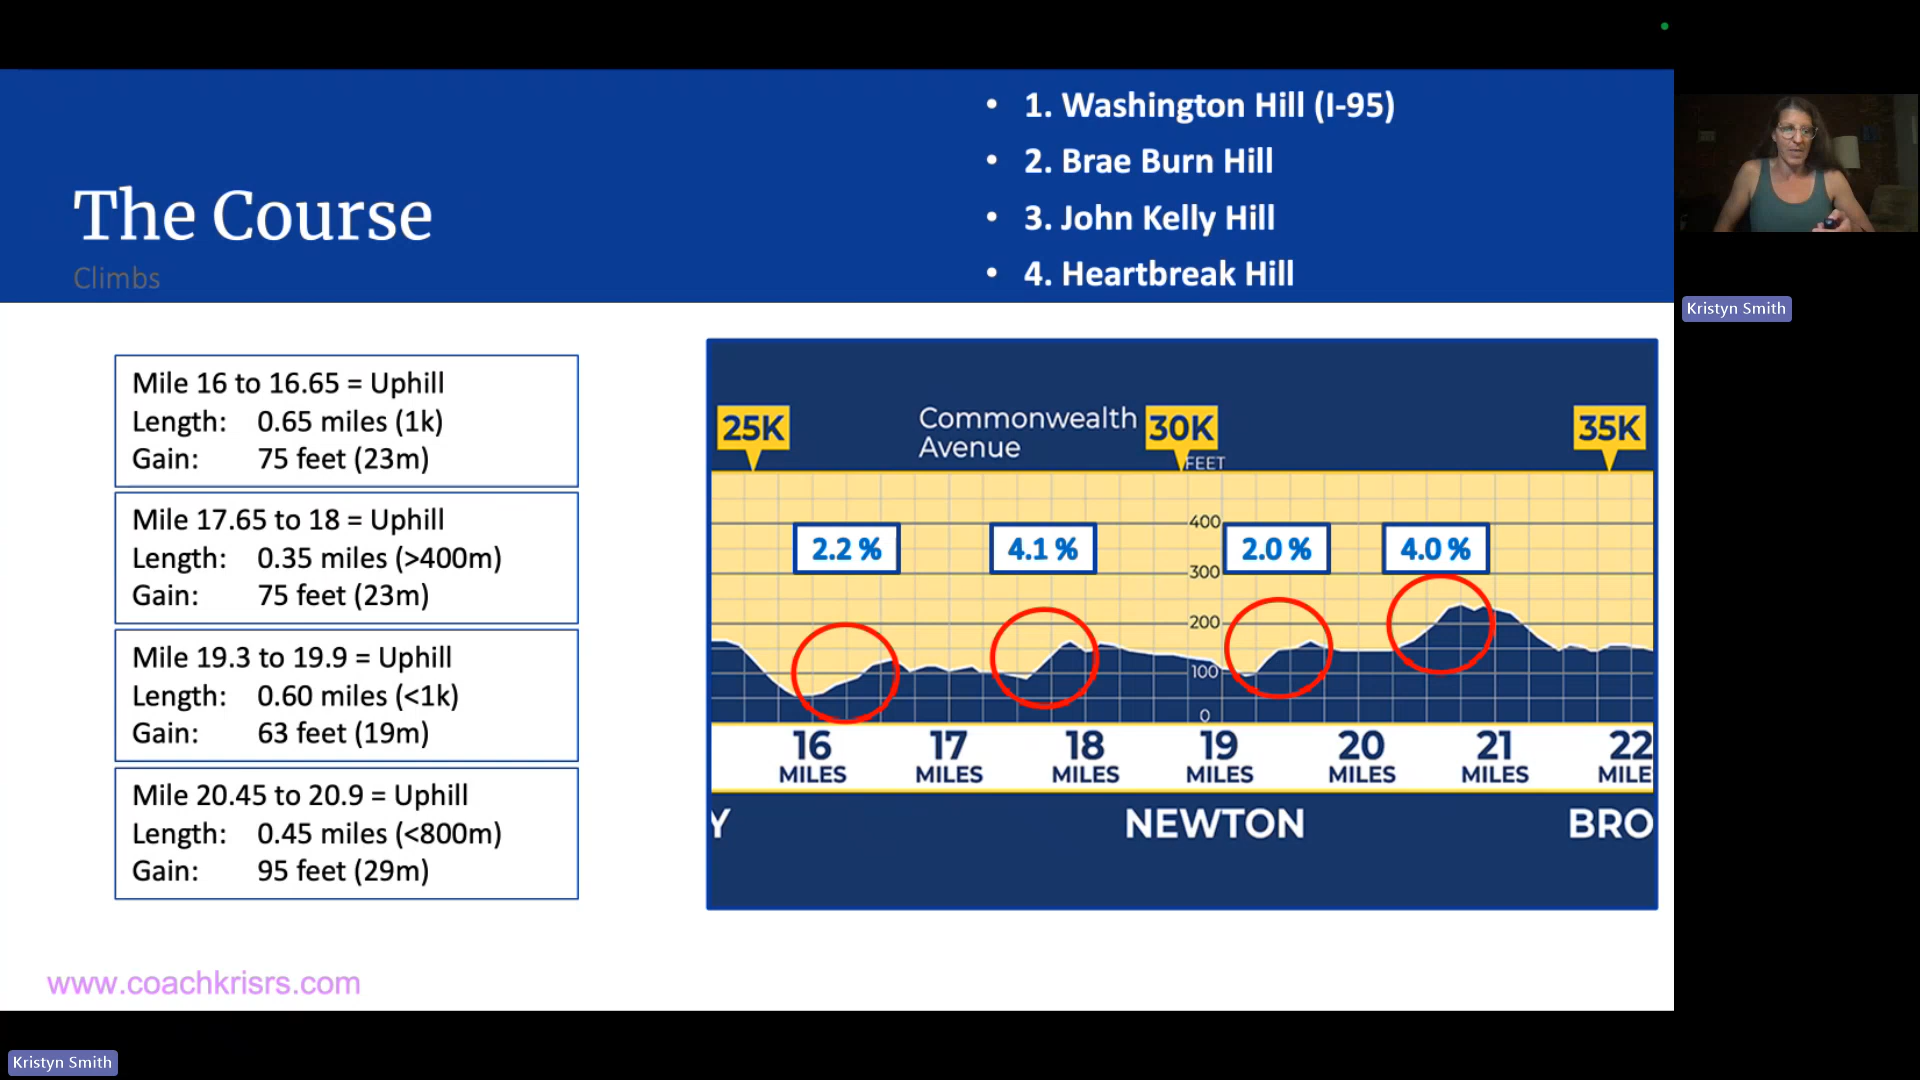 • 1. Washington Hill (I-95)
• 2. Brae Burn Hill
• 3. John Kelly Hill
• 4. Heartbreak Hill
The Course
Climbs
Kristyn Smith
Mile 16 to 16.65 = Uphill
Length: 0.65 miles (1k)
Gain: 75 feet (23m)
Mile 17.65 to 18 = Uphill
Length: 0.35 miles (>400m)
Gain: 75 feet (23m)
Mile 19.3 to 19.9 = Uphill
Length: 0.60 miles (<1k)
Gain: 63 feet (19m)
Mile 20.45 to 20.9 = Uphill
Length: 0.45 miles (<800m)
Gain: 95 feet (29m)
25K
Commonwealth
Avenue
30K
35K
FEET
400
2.2 %
4.1 %
2.0 %
4.0 %
300
200
100
0
16 17 18 19 20 21 22
MILES MILES MILES MILES MILES MILES MILE
Y NEWTON BRO
www.coachkrisrs.com
Kristyn Smith